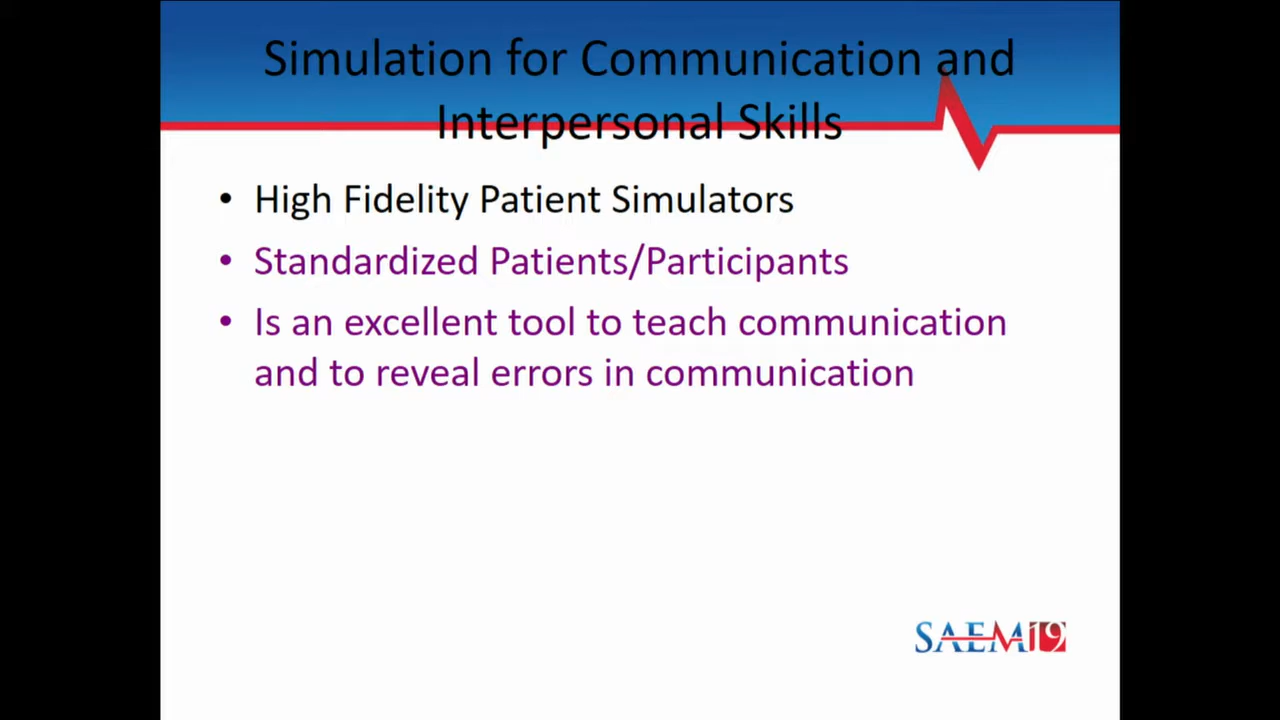 Simulation for Communication and
Interpersonal Skills
• High Fidelity Patient Simulators
• Standardized Patients/Participants
• Is an excellent tool to teach communication
and to reveal errors in communication
SAEM19